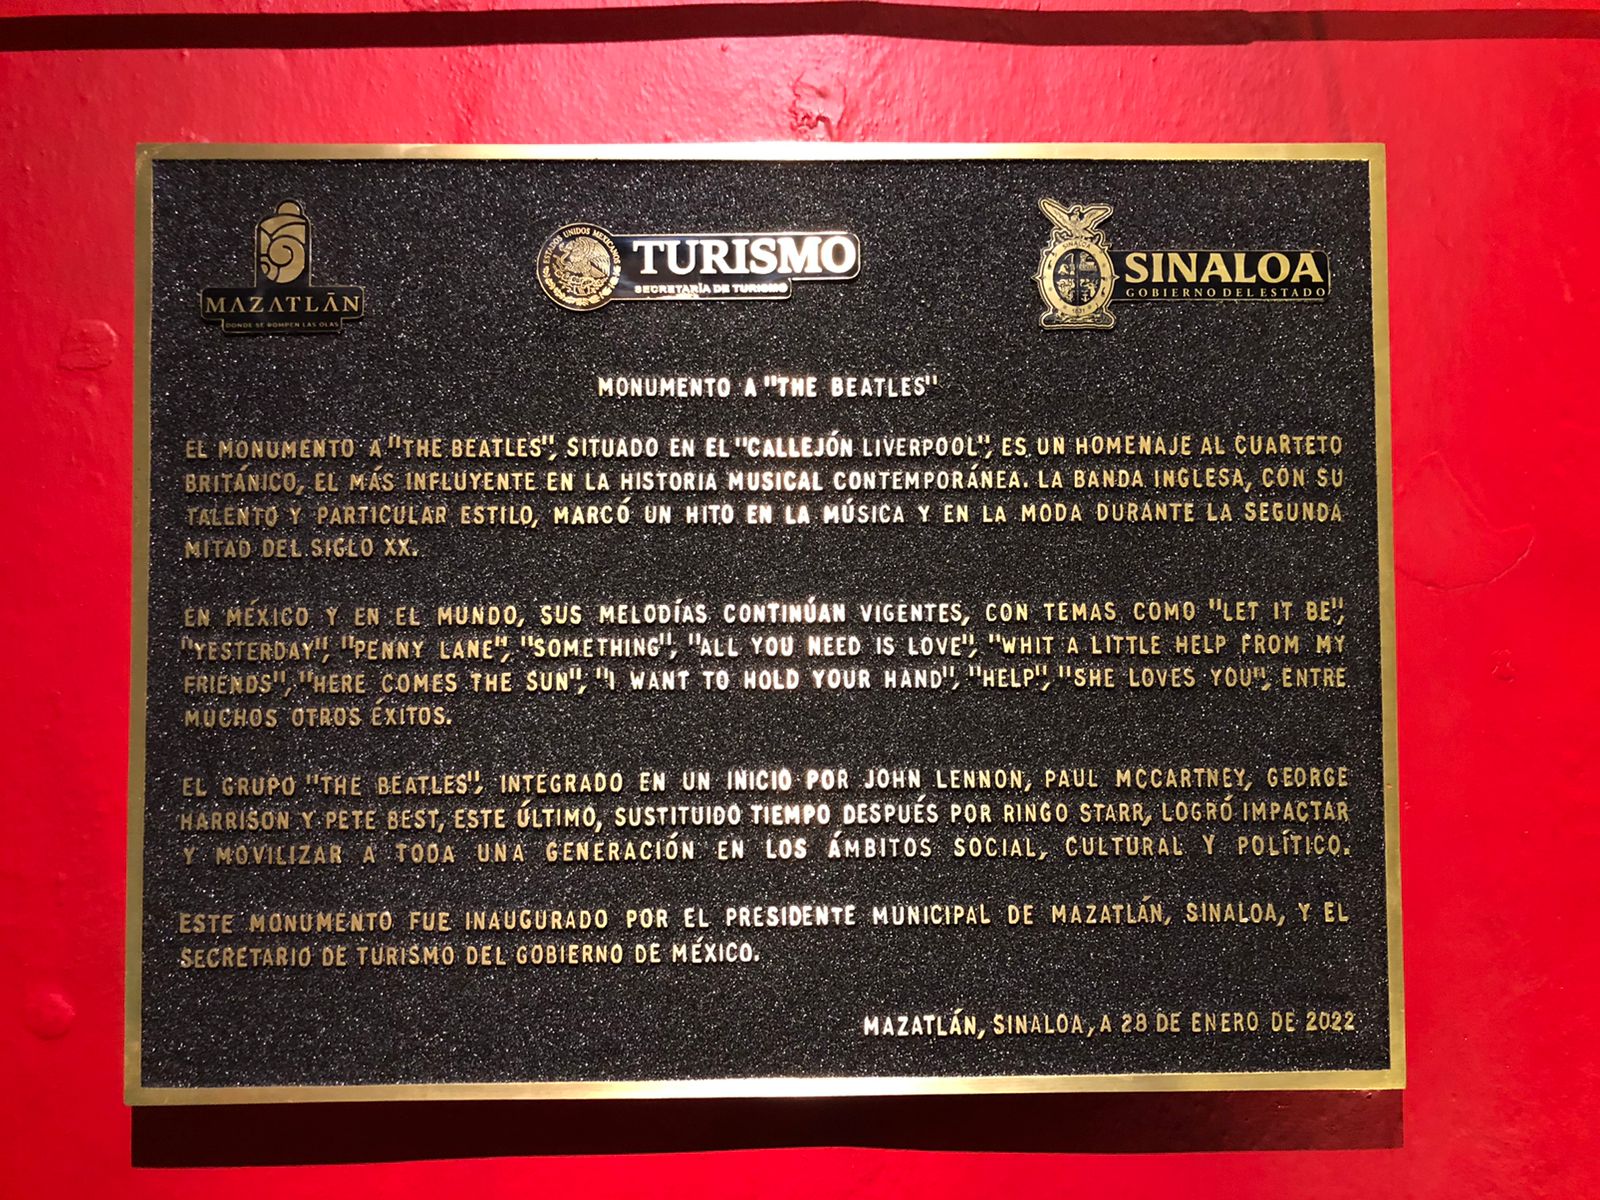 MAZATLÁN
DONDE SE ROMPEN LAS OLAS
ESTADOS UNIDOS MEXICANOS
TURISMO
SECRETARÍA DE TURISMO
SINALOA
SINALOA
GOBIERNO DEL ESTADO
MONUMENTO A "THE BEATLES"
EL MONUMENTO A "THE BEATLES", SITUADO EN EL "CALLEJÓN LIVERPOOL", ES UN HOMENAJE AL CUARTETO
BRITÁNICO, EL MÁS INFLUYENTE EN LA HISTORIA MUSICAL CONTEMPORÁNEA. LA BANDA INGLESA, CON SU
TALENTO Y PARTICULAR ESTILO, MARCÓ UN HITO EN LA MÚSICA Y EN LA MODA DURANTE LA SEGUNDA
MITAD DEL SIGLO XX.
EN MÉXICO Y EN EL MUNDO, SUS MELODÍAS CONTINÚAN VIGENTES, CON TEMAS COMO "LET IT BE",
"YESTERDAY", "PENNY LANE", "SOMETHING", "ALL YOU NEED IS LOVE", "WHIT A LITTLE HELP FROM MY
FRIENDS", "HERE COMES THE SUN", "I WANT TO HOLD YOUR HAND", "HELP", "SHE LOVES YOU", ENTRE
MUCHOS OTROS ÉXITOS.
EL GRUPO "THE BEATLES", INTEGRADO EN UN INICIO POR JOHN LENNON, PAUL MCCARTNEY, GEORGE
HARRISON Y PETE BEST, ESTE ÚLTIMO, SUSTITUIDO TIEMPO DESPUÉS POR RINGO STARR, LOGRÓ IMPACTAR
Y MOVILIZAR A TODA UNA GENERACIÓN EN LOS ÁMBITOS SOCIAL, CULTURAL Y POLÍTICO.
ESTE MONUMENTO FUE INAUGURADO POR EL PRESIDENTE MUNICIPAL DE MAZATLÁN, SINALOA, Y EL
SECRETARIO DE TURISMO DEL GOBIERNO DE MÉXICO.
MAZATLÁN, SINALOA, A 28 DE ENERO DE 2022